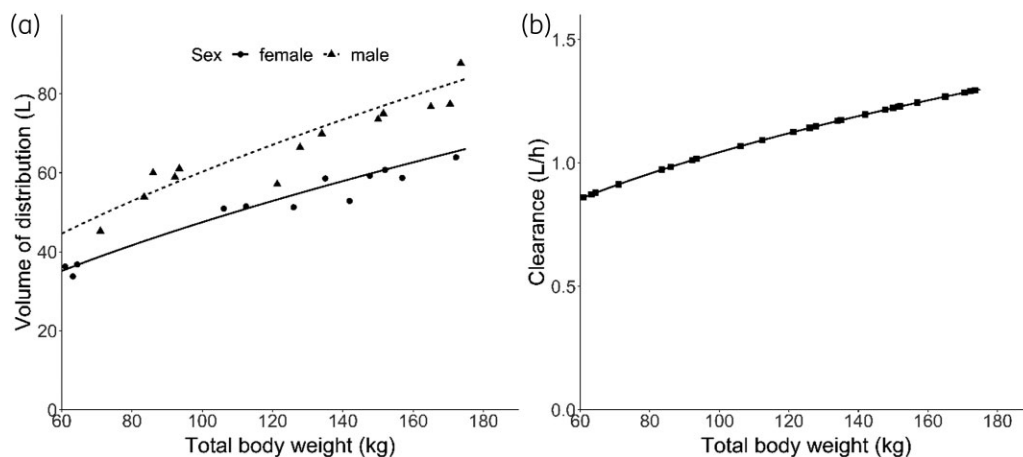 (a)
Sex female male
Volume of distribution (L)
80
60
40
20
0
60 80 100 120 140 160 180
Total body weight (kg)
(b)
Clearance (L/h)
1.5
1.0
0.5
0.0
60 80 100 120 140 160 180
Total body weight (kg)